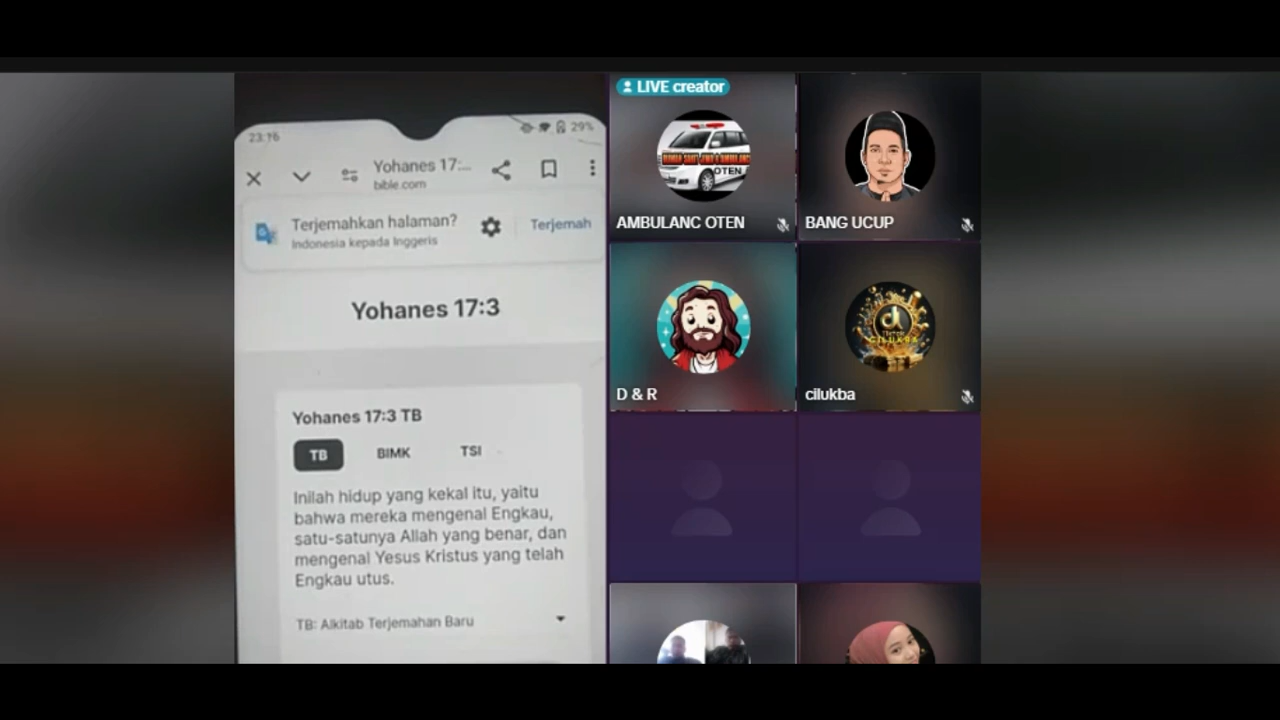 23:16
29%
Yohanes 17:...
bible.com
Terjemahkan halaman?
Indonesia kepada Inggeris
Terjemah
Yohanes 17:3
Yohanes 17:3 TB
TB
BIMK
TSI
Inilah hidup yang kekal itu, yaitu
bahwa mereka mengenal Engkau,
satu-satunya Allah yang benar, dan
mengenal Yesus Kristus yang telah
Engkau utus.
TB: Alkitab Terjemahan Baru
LIVE creator
OTEN
AMBULANC OTEN
BANG UCUP
D & R
CILUKBA
cilukba